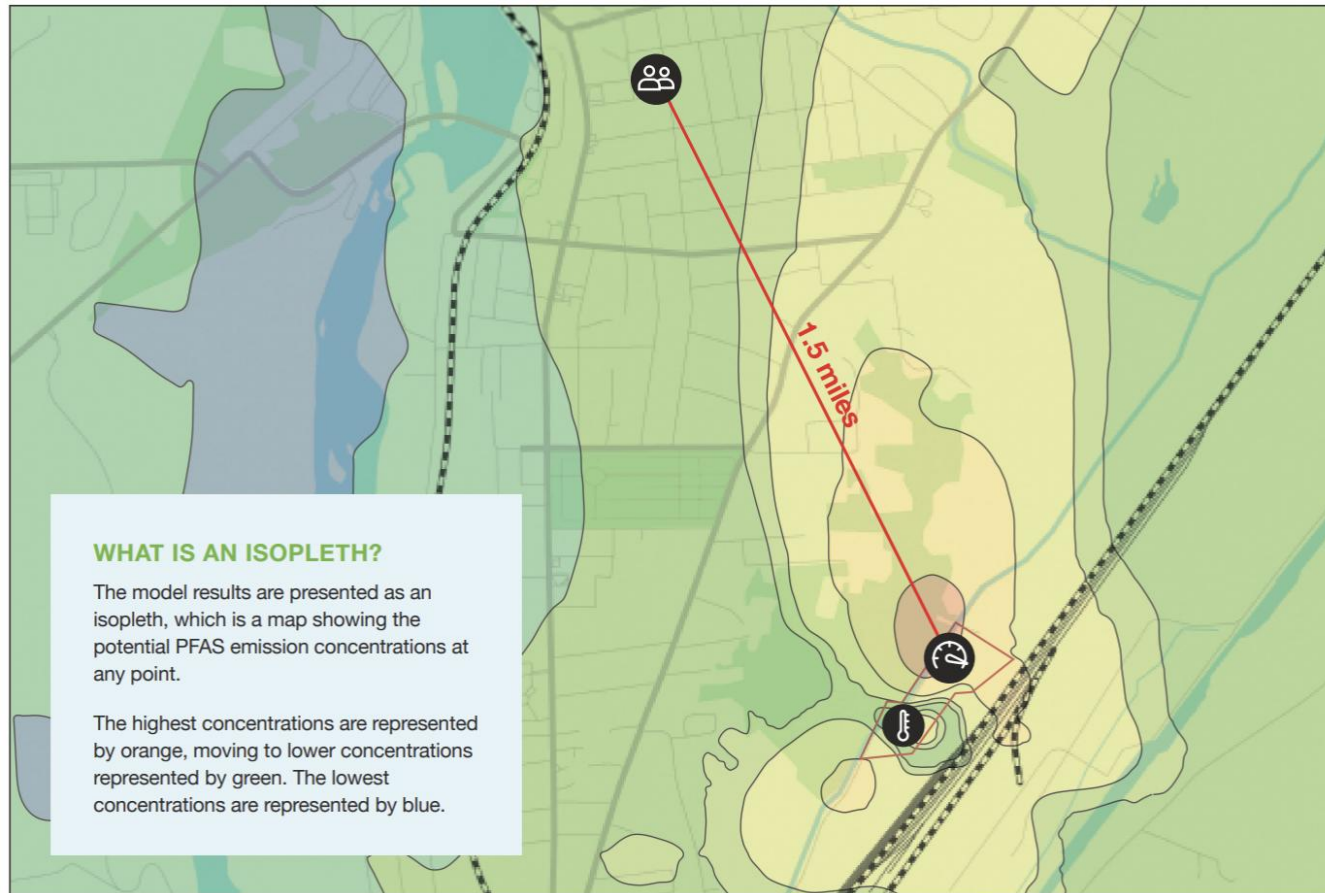 1.5 miles
WHAT IS AN ISOPLETH?
The model results are presented as an
isopleth, which is a map showing the
potential PFAS emission concentrations at
any point.
The highest concentrations are represented
by orange, moving to lower concentrations
represented by green. The lowest
concentrations are represented by blue.